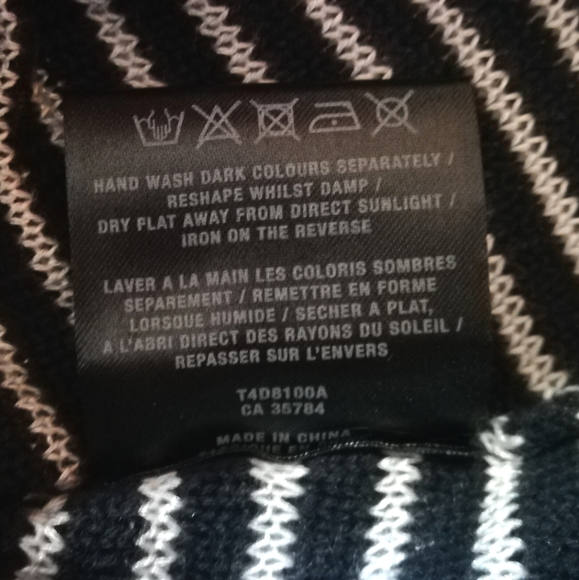 HAND WASH DARK COLOURS SEPARATELY /
RESHAPE WHILST DAMP /
DRY FLAT AWAY FROM DIRECT SUNLIGHT /
IRON ON THE REVERSE
LAVER A LA MAIN LES COLORIS SOMBRES
SEPAREMENT / REMETTRE EN FORME
LORSQUE HUMIDE / SECHER A PLAT,
A L'ABRI DIRECT DES RAYONS DU SOLEIL /
REPASSER SUR L'ENVERS
T4D8100A
CA 35784
MADE IN CHINA